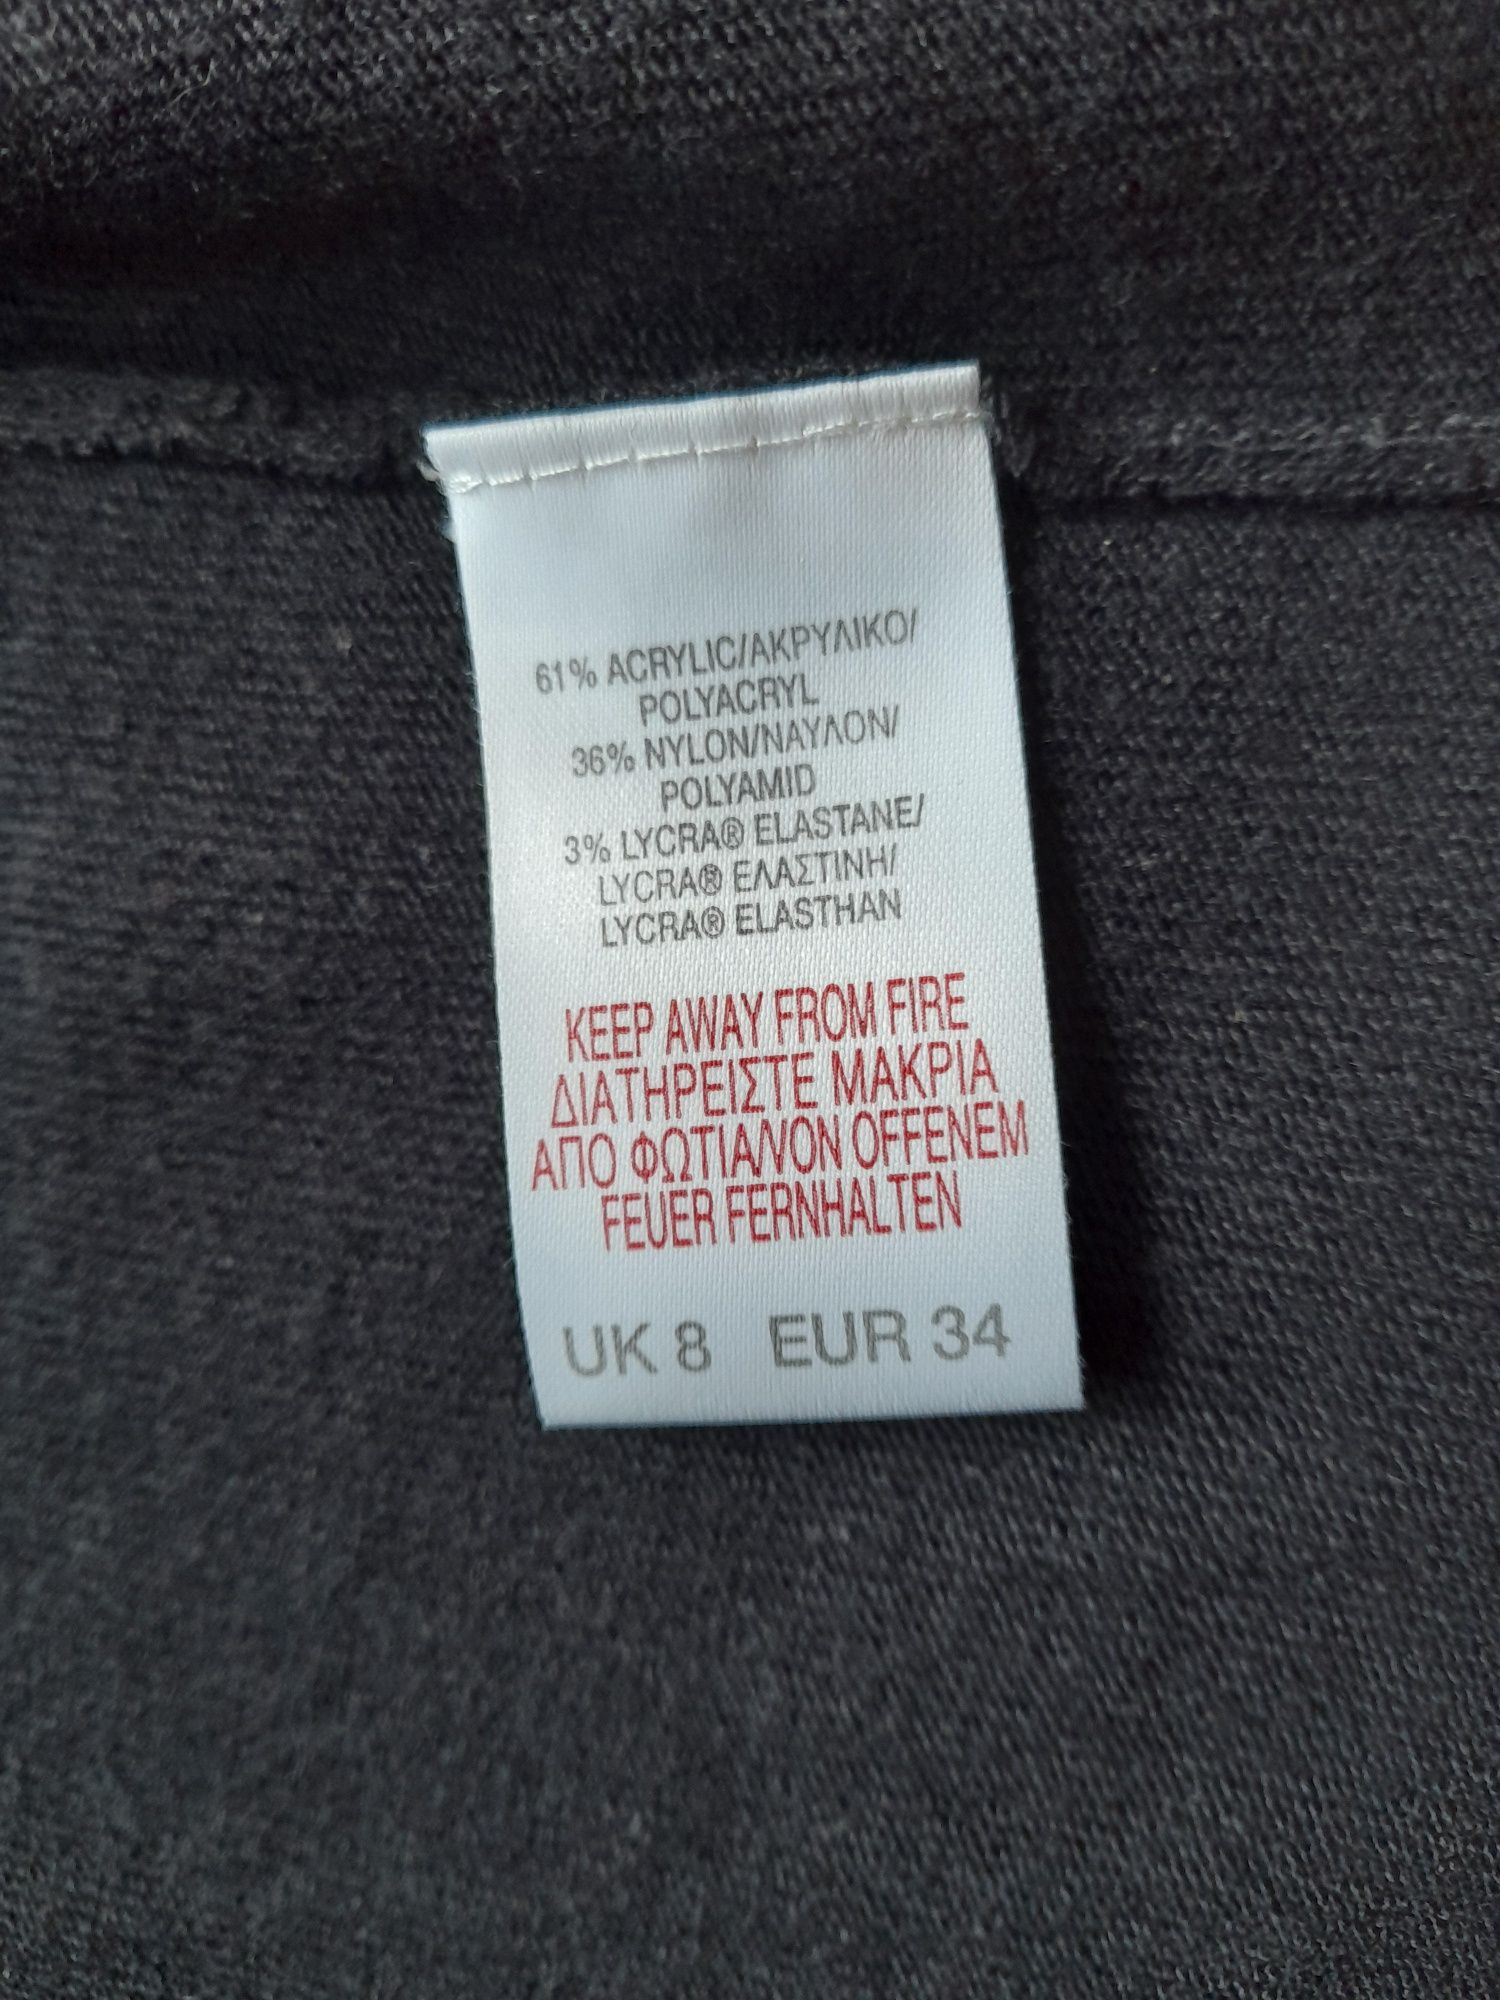 61% ACRYLIC/ΑΚΡΥΛΙΚΟ/
POLYACRYL
36% NYLON/ΝΑΥΛΟΝ/
POLYAMID
3% LYCRA® ELASTANE/
LYCRA® ΕΛΑΣΤΙΝΗ/
LYCRA® ELASTHAN
KEEP AWAY FROM FIRE
ΔΙΑΤΗΡΕΙΣΤΕ ΜΑΚΡΙΑ
ΑΠΟ ΦΩΤΙΑ/VON OFFENEM
FEUER FERNHALTEN
UK 8 EUR 34